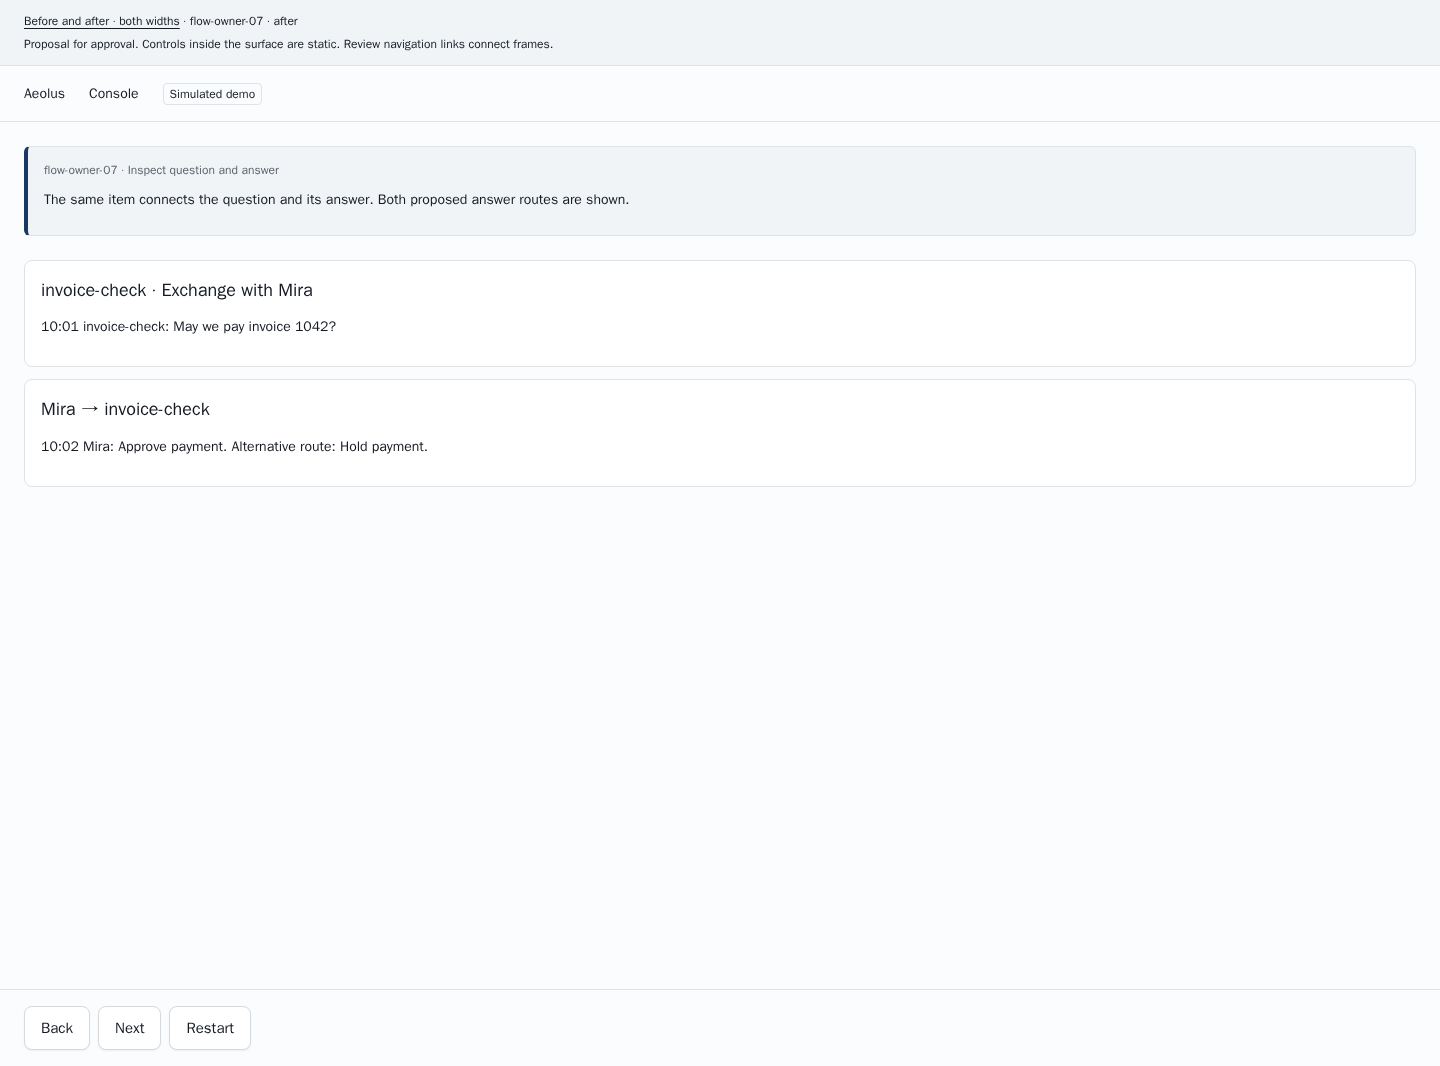 Before and after · both widths · flow-owner-07 · after
Proposal for approval. Controls inside the surface are static. Review navigation links connect frames.
Aeolus Console Simulated demo
flow-owner-07 · Inspect question and answer
The same item connects the question and its answer. Both proposed answer routes are shown.
invoice-check · Exchange with Mira
10:01 invoice-check: May we pay invoice 1042?
Mira → invoice-check
10:02 Mira: Approve payment. Alternative route: Hold payment.
Back Next Restart